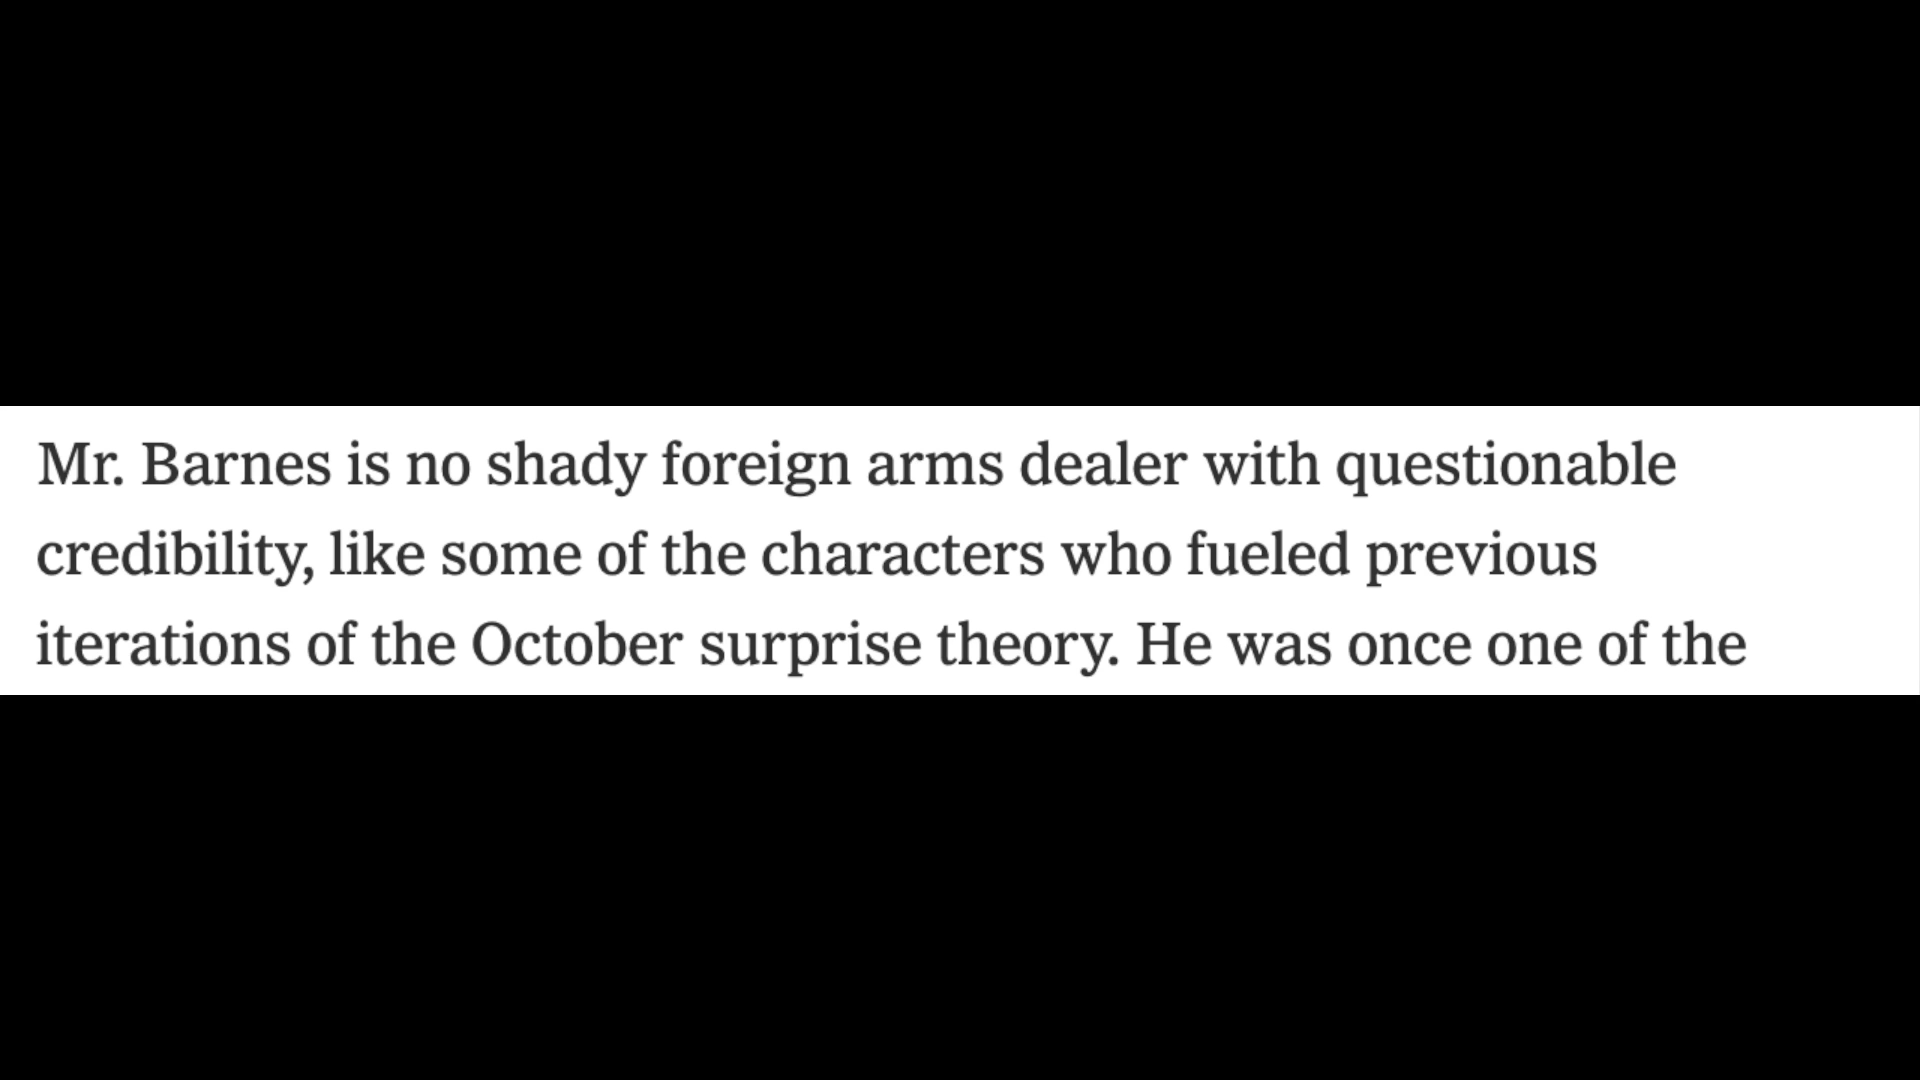 Mr. Barnes is no shady foreign arms dealer with questionable
credibility, like some of the characters who fueled previous
iterations of the October surprise theory. He was once one of the